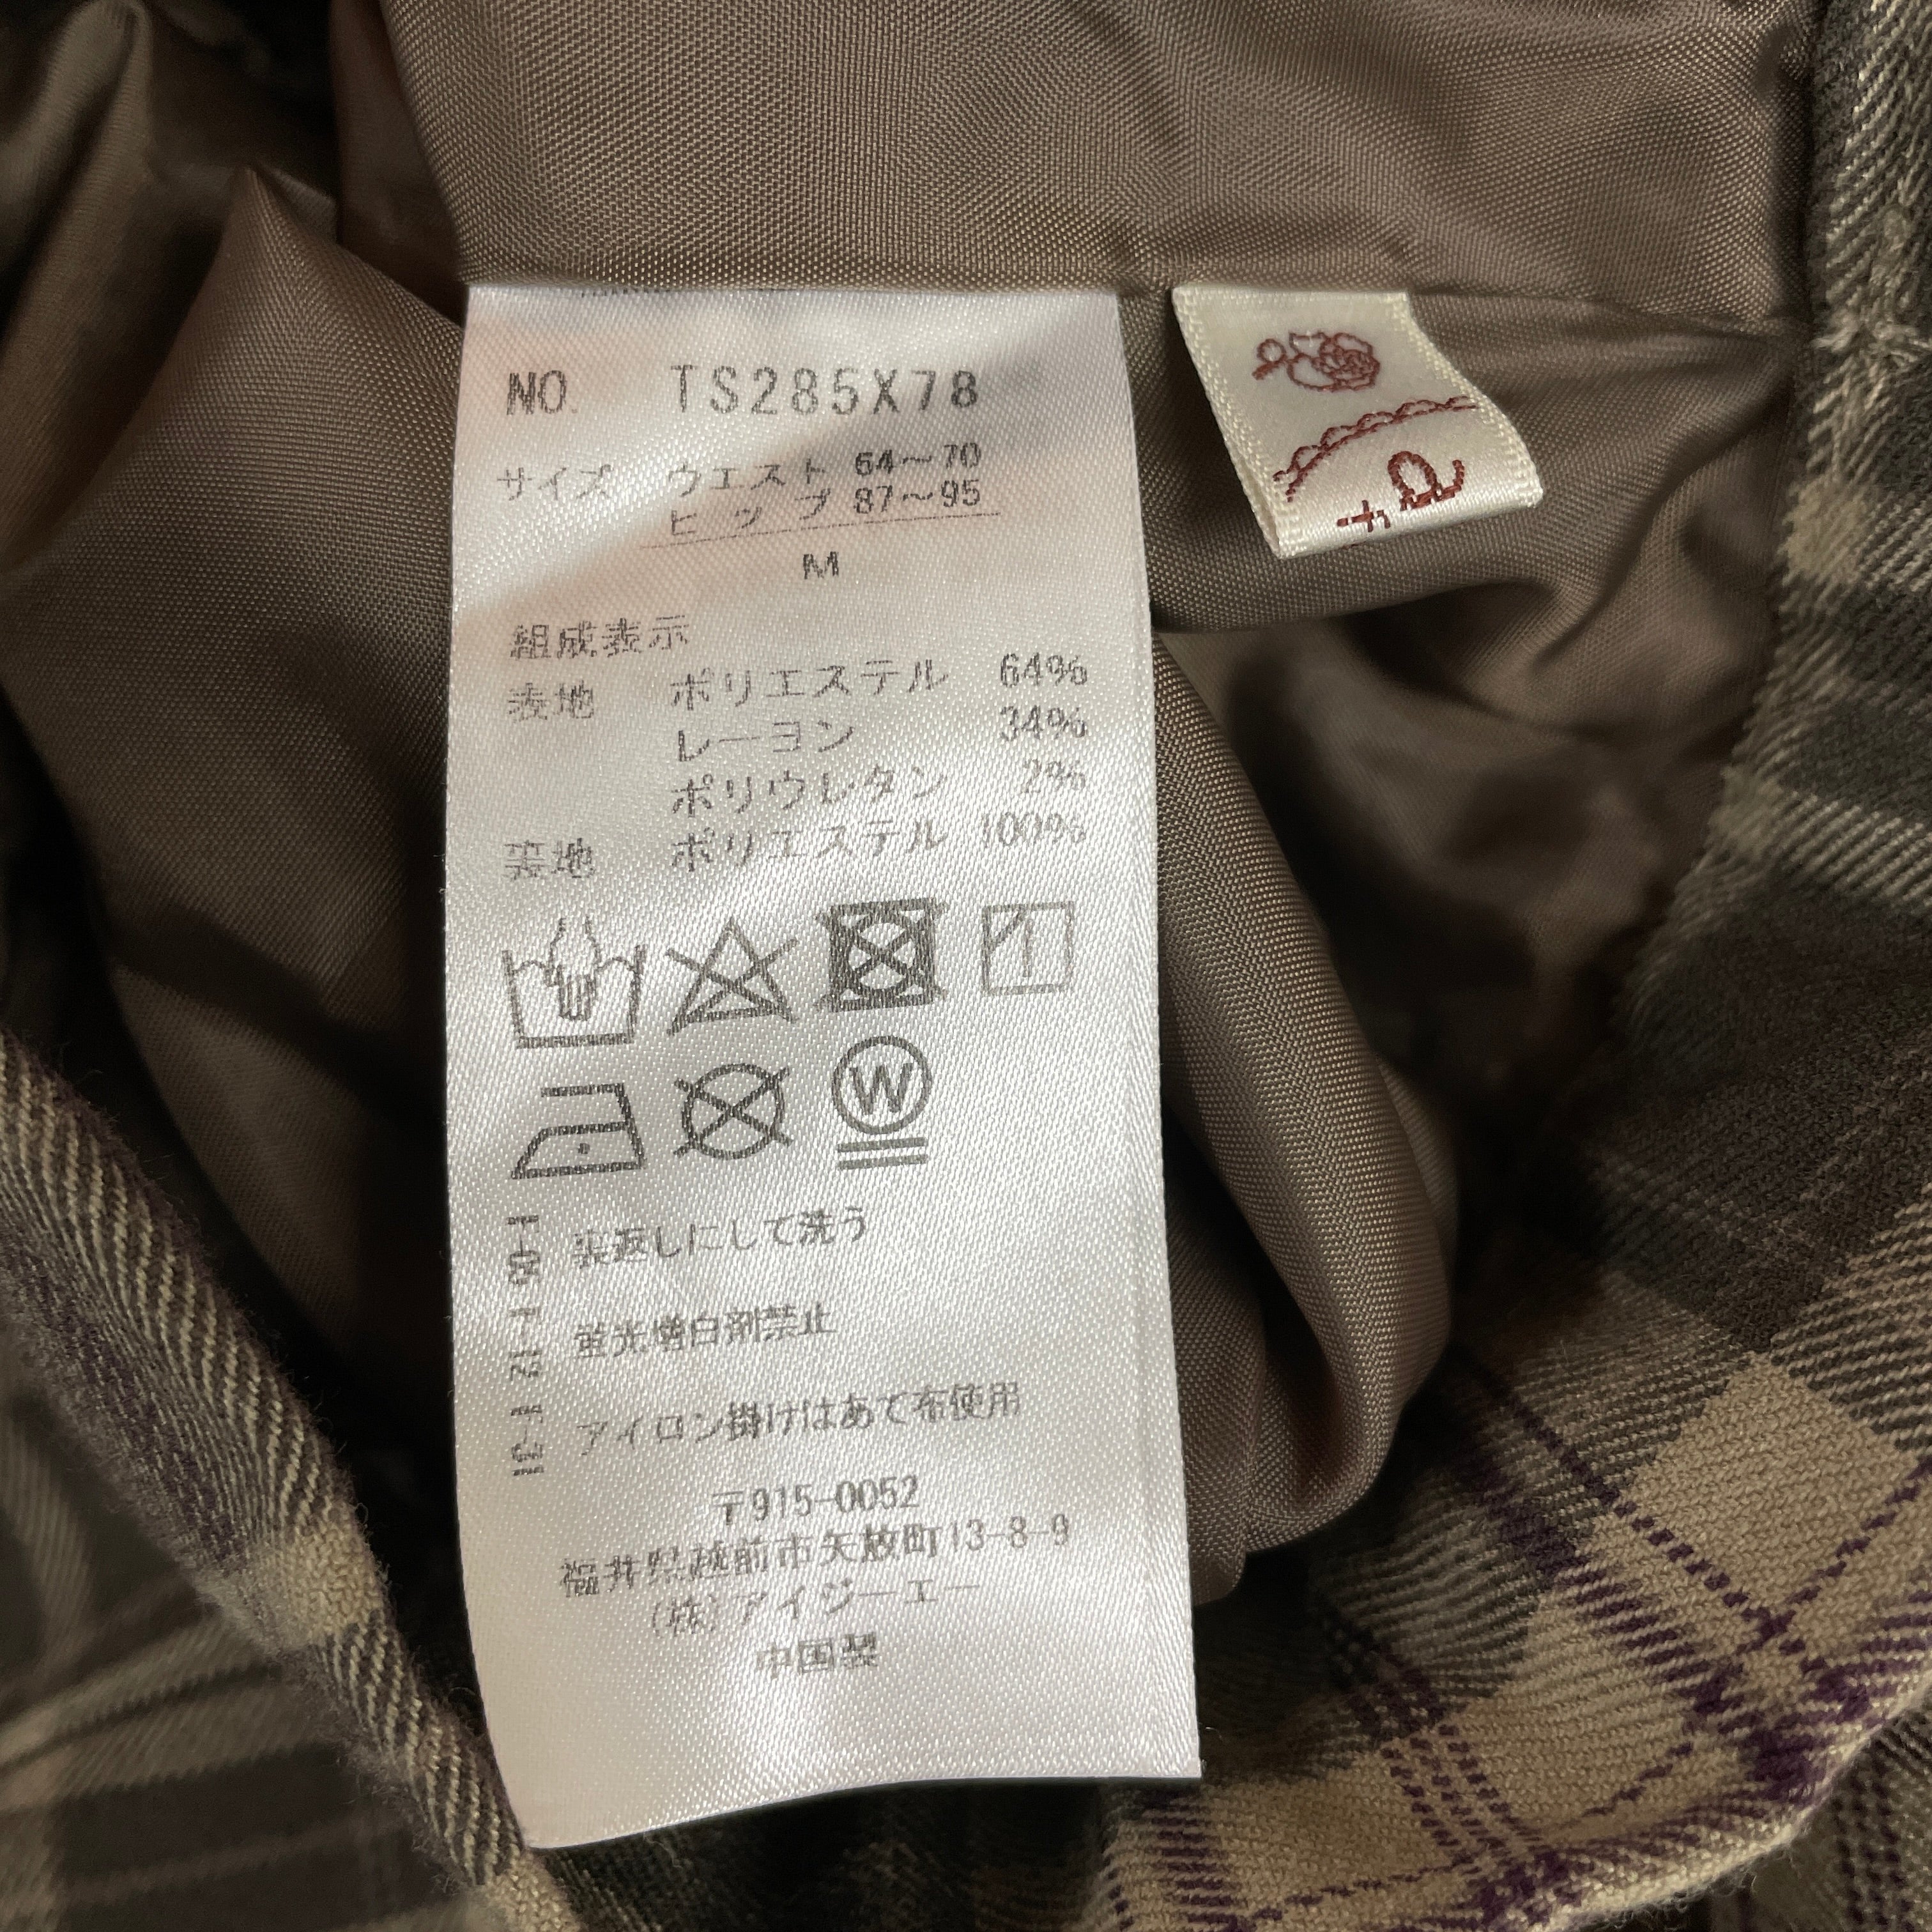 NO. TS285X78
サイズ ウエスト 64〜70
ヒップ 87〜95
M
組成表示
表地 ポリエステル 64%
レーヨン 34%
ポリウレタン 2%
裏地 ポリエステル 100%
W
裏返しにして洗う
蛍光増白剤禁止
アイロン掛けはあて布使用
〒915-0052
福井県越前市矢放町13-8-9
(株)アイジーエー
中国製